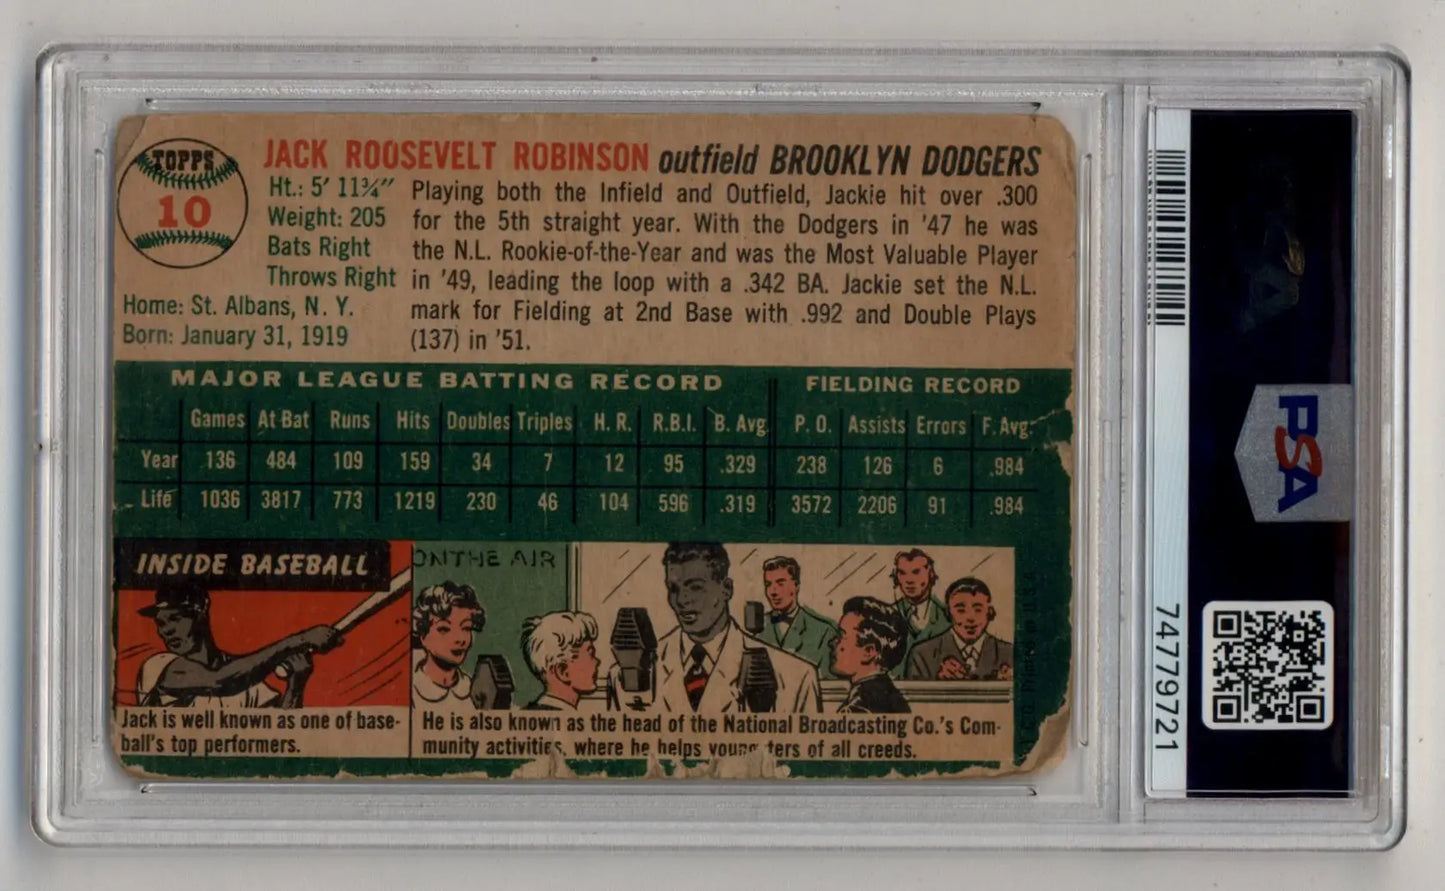 TOPPS
10
JACK ROOSEVELT ROBINSON outfield BROOKLYN DODGERS
Ht.: 5' 11¾"
Weight: 205
Bats Right
Throws Right
Home: St. Albans, N. Y.
Born: January 31, 1919
Playing both the Infield and Outfield, Jackie hit over .300
for the 5th straight year. With the Dodgers in '47 he was
the N.L. Rookie-of-the-Year and was the Most Valuable Player
in '49, leading the loop with a .342 BA. Jackie set the N.L.
mark for Fielding at 2nd Base with .992 and Double Plays
(137) in '51.
MAJOR LEAGUE BATTING RECORD FIELDING RECORD
Games At Bat Runs Hits Doubles Triples H. R. R.B.I. B. Avg. P. O. Assists Errors F. Avg.
Year 136 484 109 159 34 7 12 95 .329 238 126 6 .984
Life 1036 3817 773 1219 230 46 104 596 .319 3572 2206 91 .984
INSIDE BASEBALL
Jack is well known as one of base-
ball's top performers.
ON THE AIR
He is also known as the head of the National Broadcasting Co.'s Com-
munity activities, where he helps young ters of all creeds.
PSA
74779721